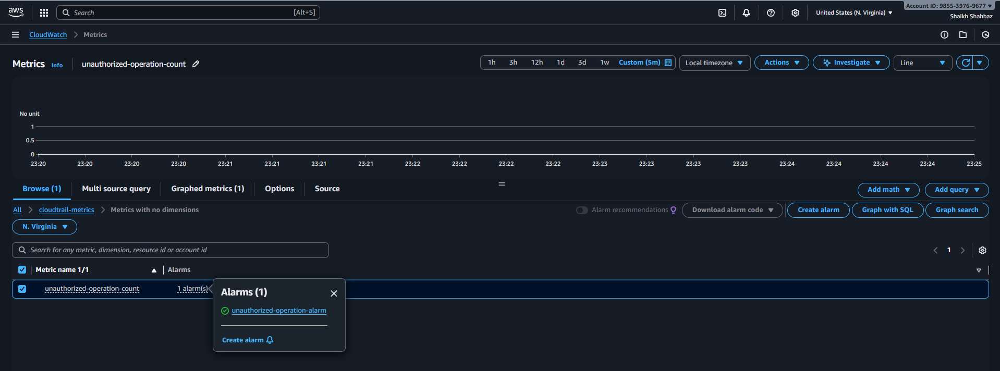 aws
Search [Alt+S]
United States (N. Virginia)
Account ID: 9855-3976-9677
Shaikh Shahbaz
CloudWatch Metrics
Metrics Info unauthorized-operation-count
1h 3h 12h 1d 3d 1w Custom (5m) Local timezone Actions Investigate Line
No unit
1
0.5
0
23:20 23:20 23:20 23:20 23:21 23:21 23:21 23:21 23:22 23:22 23:22 23:22 23:23 23:23 23:23 23:23 23:24 23:24 23:24 23:24 23:25
Browse (1) Multi source query Graphed metrics (1) Options Source Add math Add query
All cloudtrail-metrics Metrics with no dimensions Alarm recommendations Download alarm code Create alarm Graph with SQL Graph search
N. Virginia
Search for any metric, dimension, resource id or account id 1
Metric name 1/1 Alarms
unauthorized-operation-count 1 alarm(s)
Alarms (1)
unauthorized-operation-alarm
Create alarm